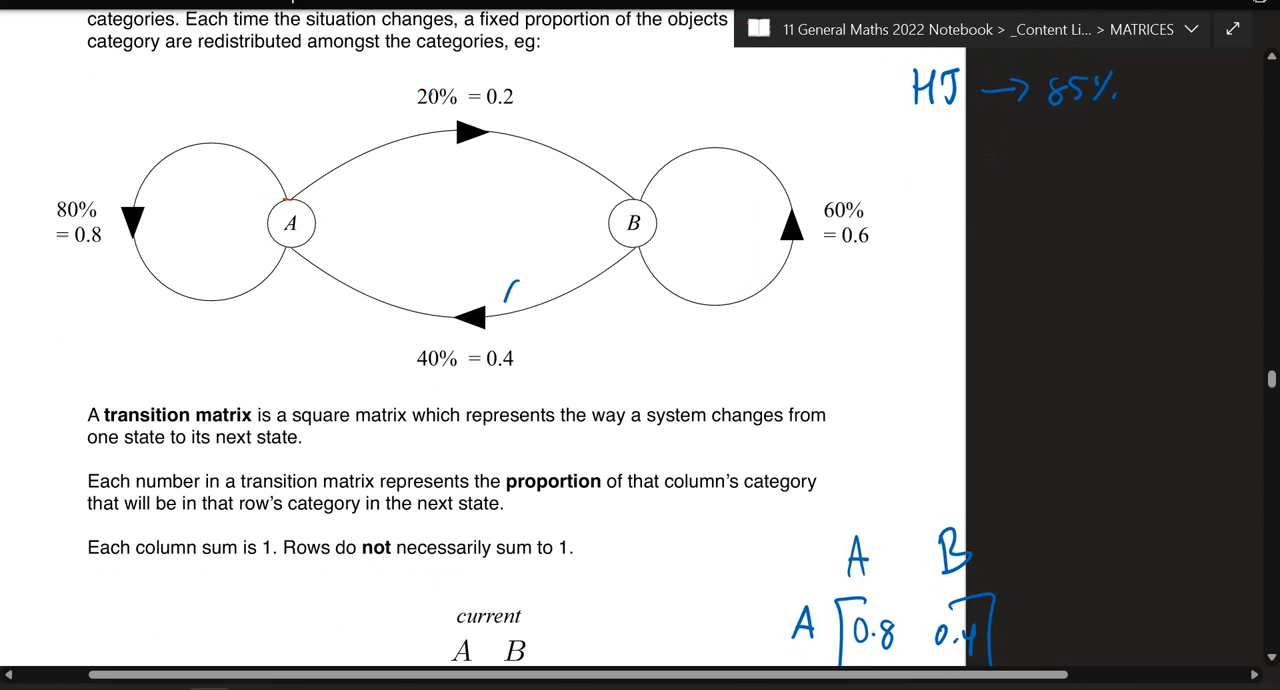 categories. Each time the situation changes, a fixed proportion of the objects
category are redistributed amongst the categories, eg:
11 General Maths 2022 Notebook > _Content Li... > MATRICES
HJ → 85%
20% = 0.2
80%
= 0.8
A
B
60%
= 0.6
40% = 0.4
A transition matrix is a square matrix which represents the way a system changes from
one state to its next state.
Each number in a transition matrix represents the proportion of that column's category
that will be in that row's category in the next state.
Each column sum is 1. Rows do not necessarily sum to 1.
A B
current
A 0.8 0.4
A B